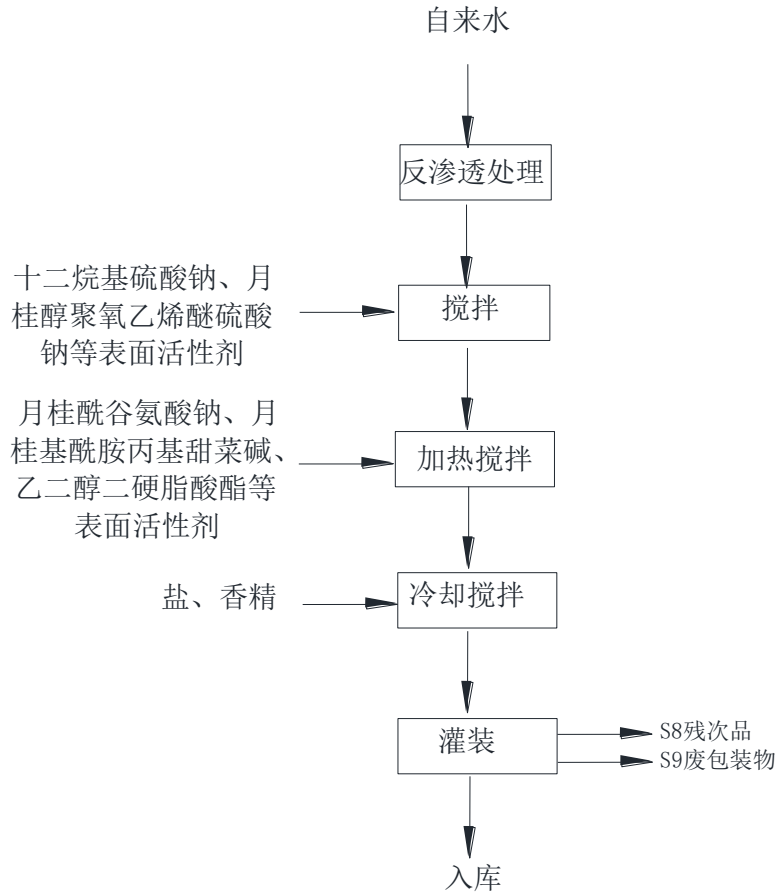 自来水
反渗透处理
十二烷基硫酸钠、月
桂醇聚氧乙烯醚硫酸
钠等表面活性剂
搅拌
月桂酰谷氨酸钠、月
桂基酰胺丙基甜菜碱、
乙二醇二硬脂酸酯等
表面活性剂
加热搅拌
盐、香精
冷却搅拌
灌装
S8残次品
S9废包装物
入库